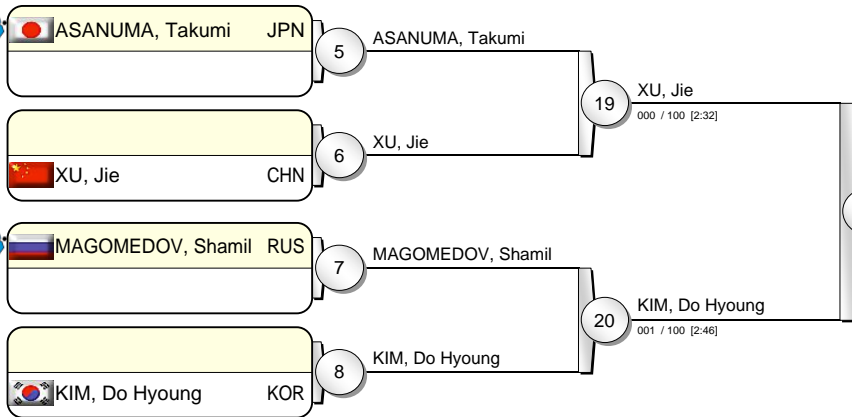 ASANUMA, Takumi JPN
5
ASANUMA, Takumi
19
XU, Jie
000 / 100 [2:32]
6
XU, Jie
XU, Jie CHN
MAGOMEDOV, Shamil RUS
7
MAGOMEDOV, Shamil
20
KIM, Do Hyoung
001 / 100 [2:46]
8
KIM, Do Hyoung
KIM, Do Hyoung KOR